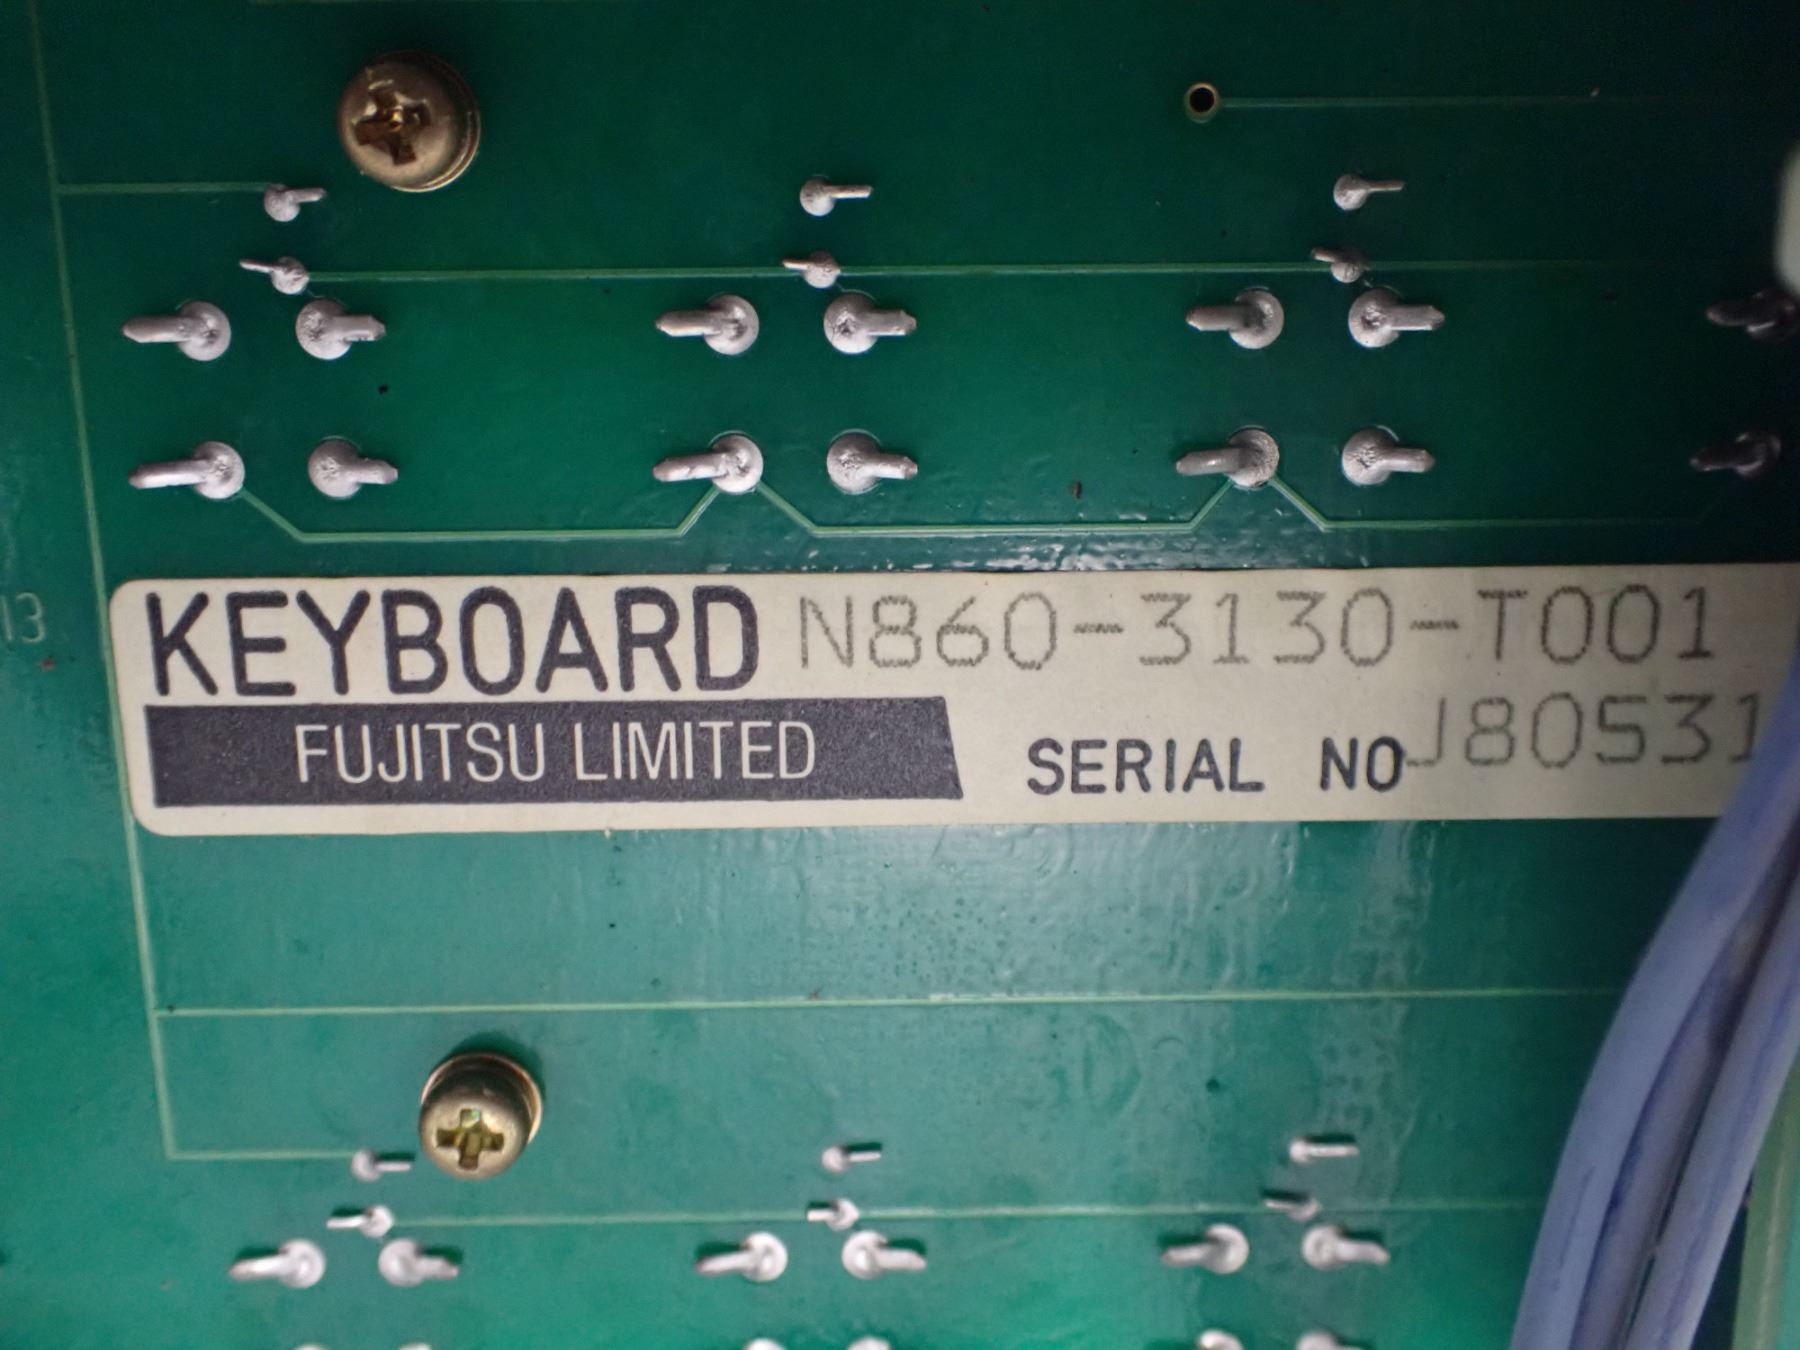 KEYBOARD N860-3130-T001
FUJITSU LIMITED SERIAL NO J80531
13